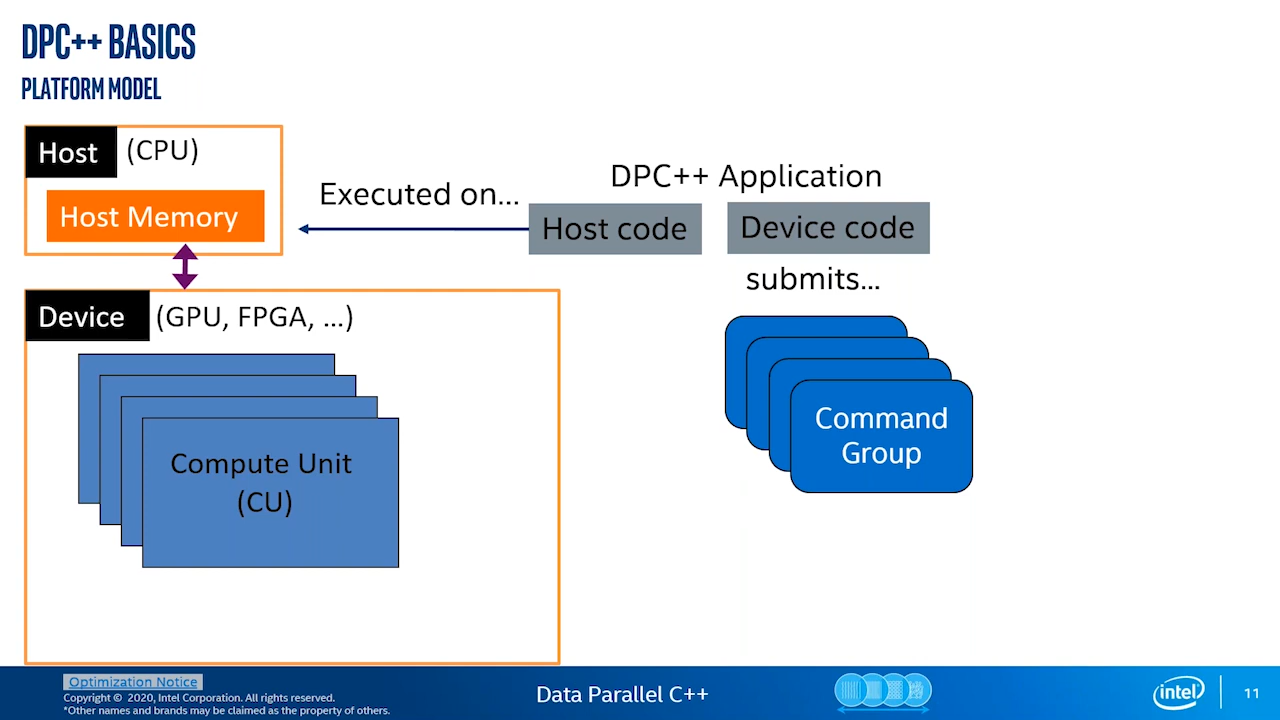 DPC++ BASICS
PLATFORM MODEL
Host (CPU)
Host Memory
Executed on...
DPC++ Application
Host code
Device code
submits...
Device (GPU, FPGA, ...)
Compute Unit
(CU)
Command
Group
Optimization Notice
Copyright © 2020, Intel Corporation. All rights reserved.
*Other names and brands may be claimed as the property of others.
Data Parallel C++
intel
11